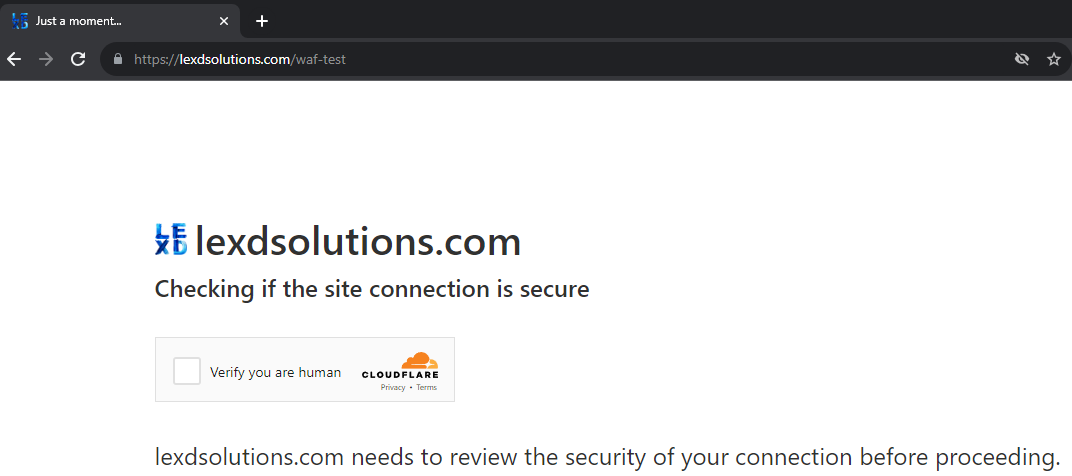 Just a moment...
https://lexdsolutions.com/waf-test
LE
XD
lexdsolutions.com
Checking if the site connection is secure
Verify you are human
CLOUDFLARE
Privacy • Terms
lexdsolutions.com needs to review the security of your connection before proceeding.